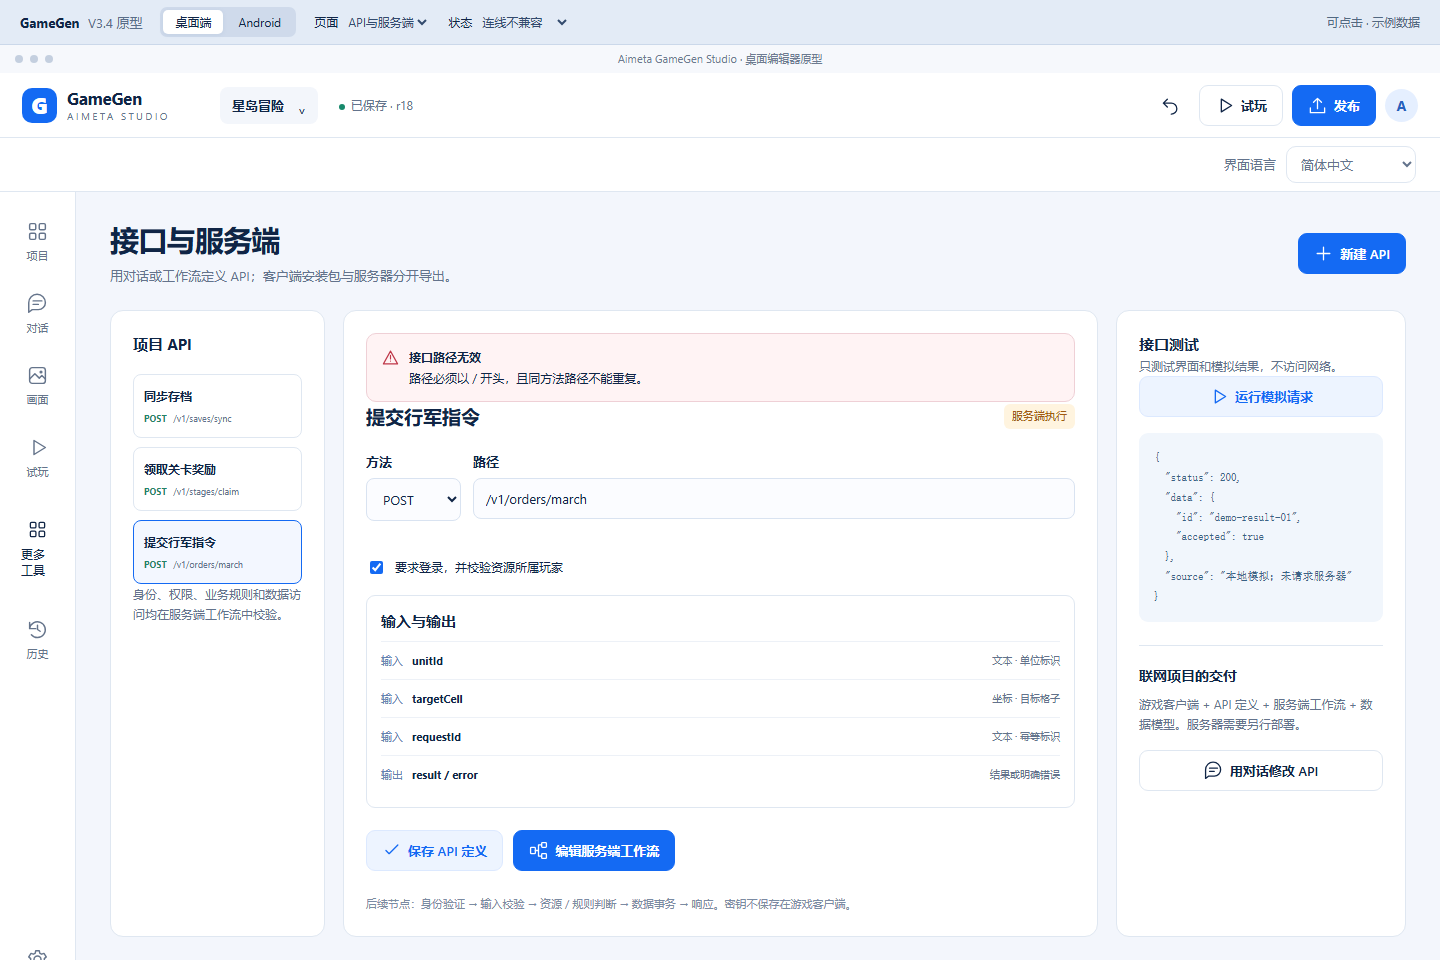 GameGen V3.4 原型 桌面端 Android 页面 API与服务端 状态 连线不兼容 可点击 · 示例数据
Aimeta GameGen Studio · 桌面编辑器原型
G GameGen
AIMETA STUDIO
星岛冒险
已保存 · r18
试玩
发布
A
界面语言 简体中文
项目
对话
画面
试玩
更多
工具
历史
接口与服务端
用对话或工作流定义 API；客户端安装包与服务器分开导出。
新建 API
项目 API
同步存档
POST /v1/saves/sync
领取关卡奖励
POST /v1/stages/claim
提交行军指令
POST /v1/orders/march
身份、权限、业务规则和数据访
问均在服务端工作流中校验。
接口路径无效
路径必须以 / 开头，且同方法路径不能重复。
提交行军指令
服务端执行
方法 路径
POST /v1/orders/march
要求登录，并校验资源所属玩家
输入与输出
输入 unitId 文本 · 单位标识
输入 targetCell 坐标 · 目标格子
输入 requestId 文本 · 幂等标识
输出 result / error 结果或明确错误
保存 API 定义
编辑服务端工作流
后续节点：身份验证 → 输入校验 → 资源 / 规则判断 → 数据事务 → 响应。密钥不保存在游戏客户端。
接口测试
只测试界面和模拟结果，不访问网络。
运行模拟请求
{
"status": 200,
"data": {
"id": "demo-result-01",
"accepted": true
},
"source": "本地模拟；未请求服务器"
}
联网项目的交付
游戏客户端 + API 定义 + 服务端工作流 + 数
据模型。服务器需要另行部署。
用对话修改 API